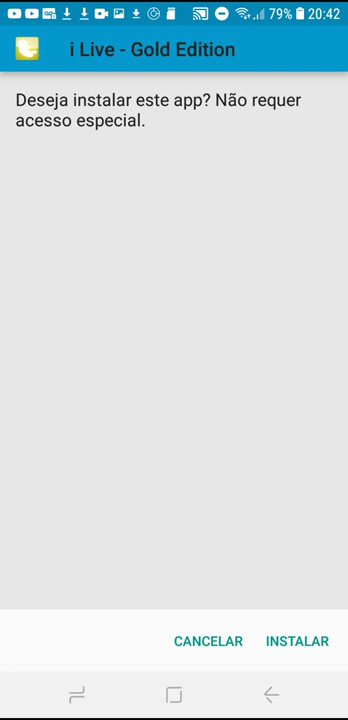 79% 20:42
i Live - Gold Edition
Deseja instalar este app? Não requer
acesso especial.
CANCELAR INSTALAR